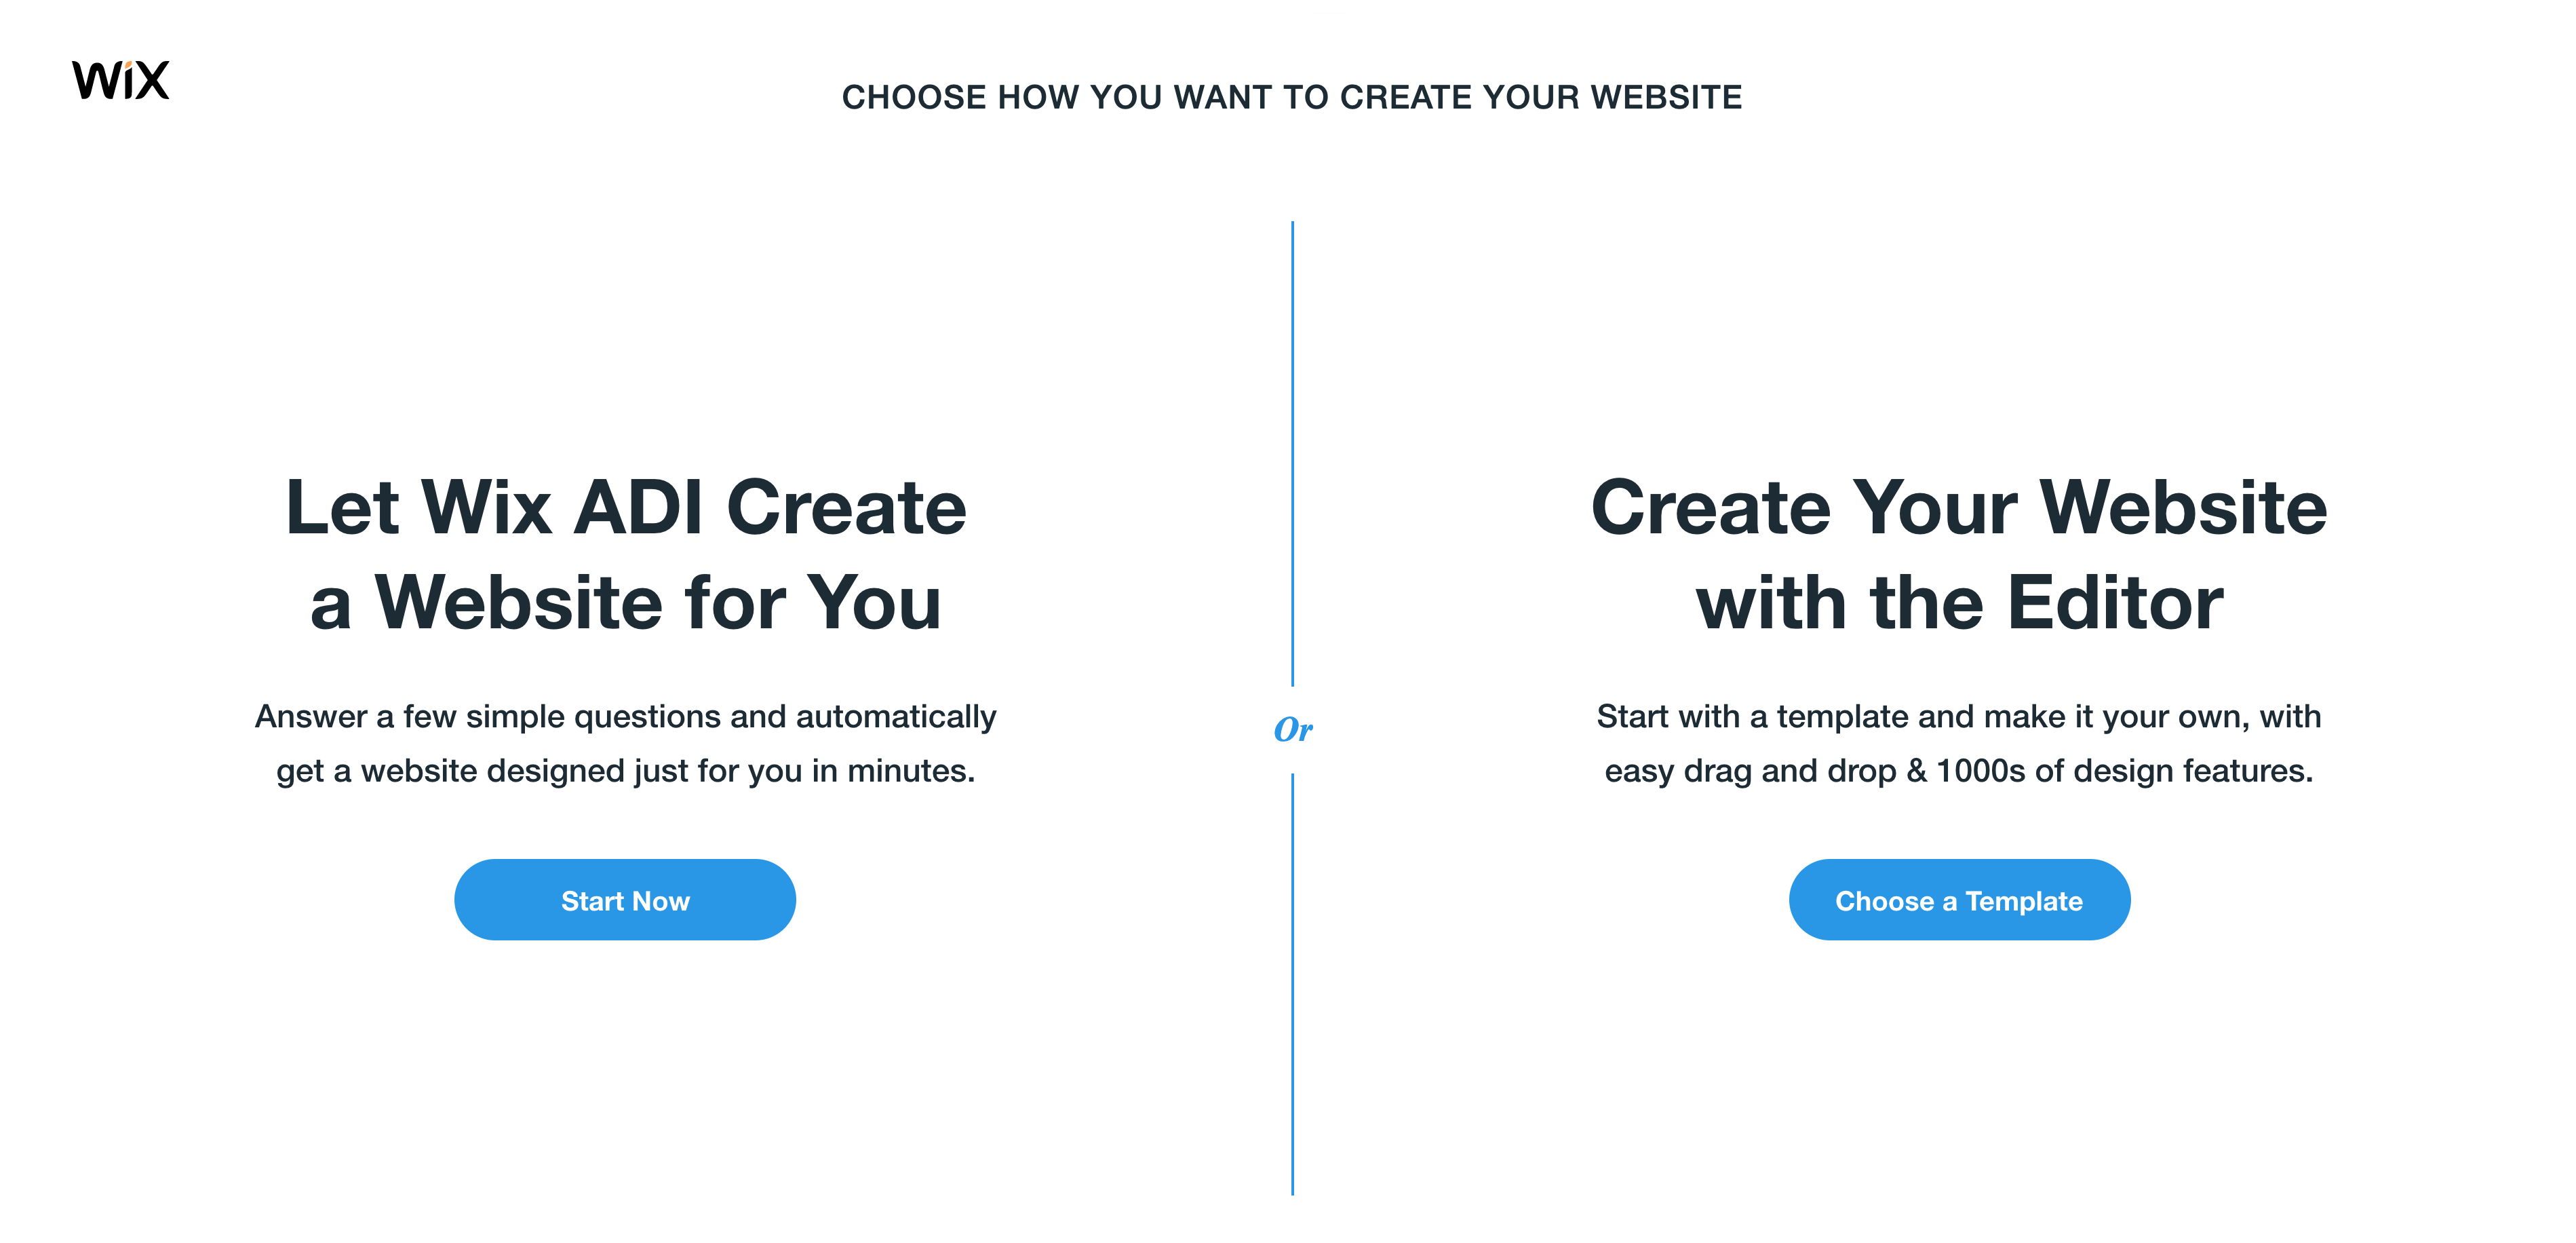 WiX
CHOOSE HOW YOU WANT TO CREATE YOUR WEBSITE
Let Wix ADI Create
a Website for You
Answer a few simple questions and automatically
get a website designed just for you in minutes.
Start Now
Or
Create Your Website
with the Editor
Start with a template and make it your own, with
easy drag and drop & 1000s of design features.
Choose a Template